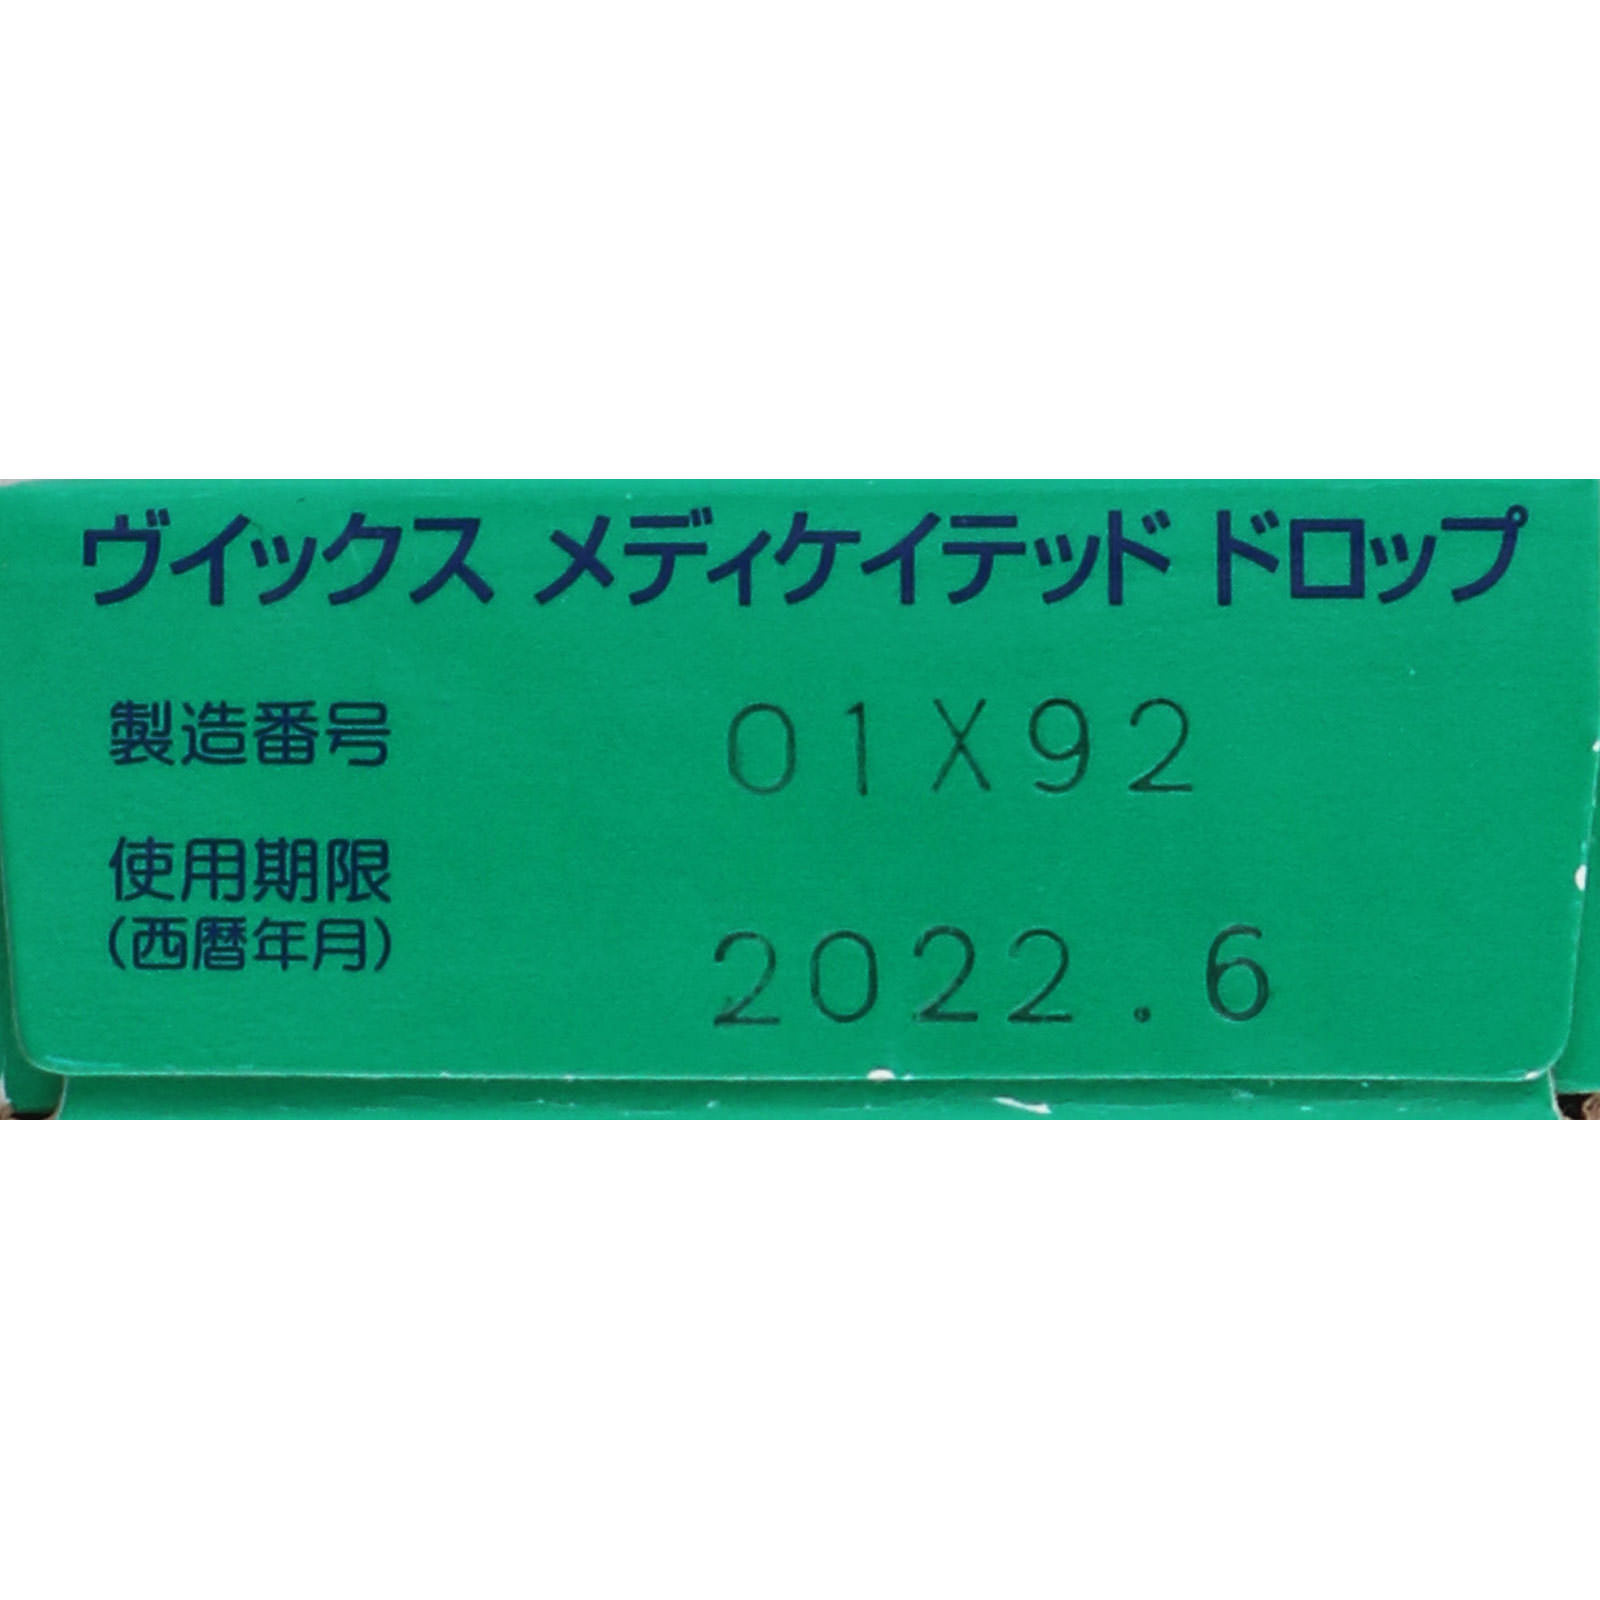 ヴイックス メディケイテッド ドロップ
製造番号 01X92
使用期限
(西暦年月) 2022.6